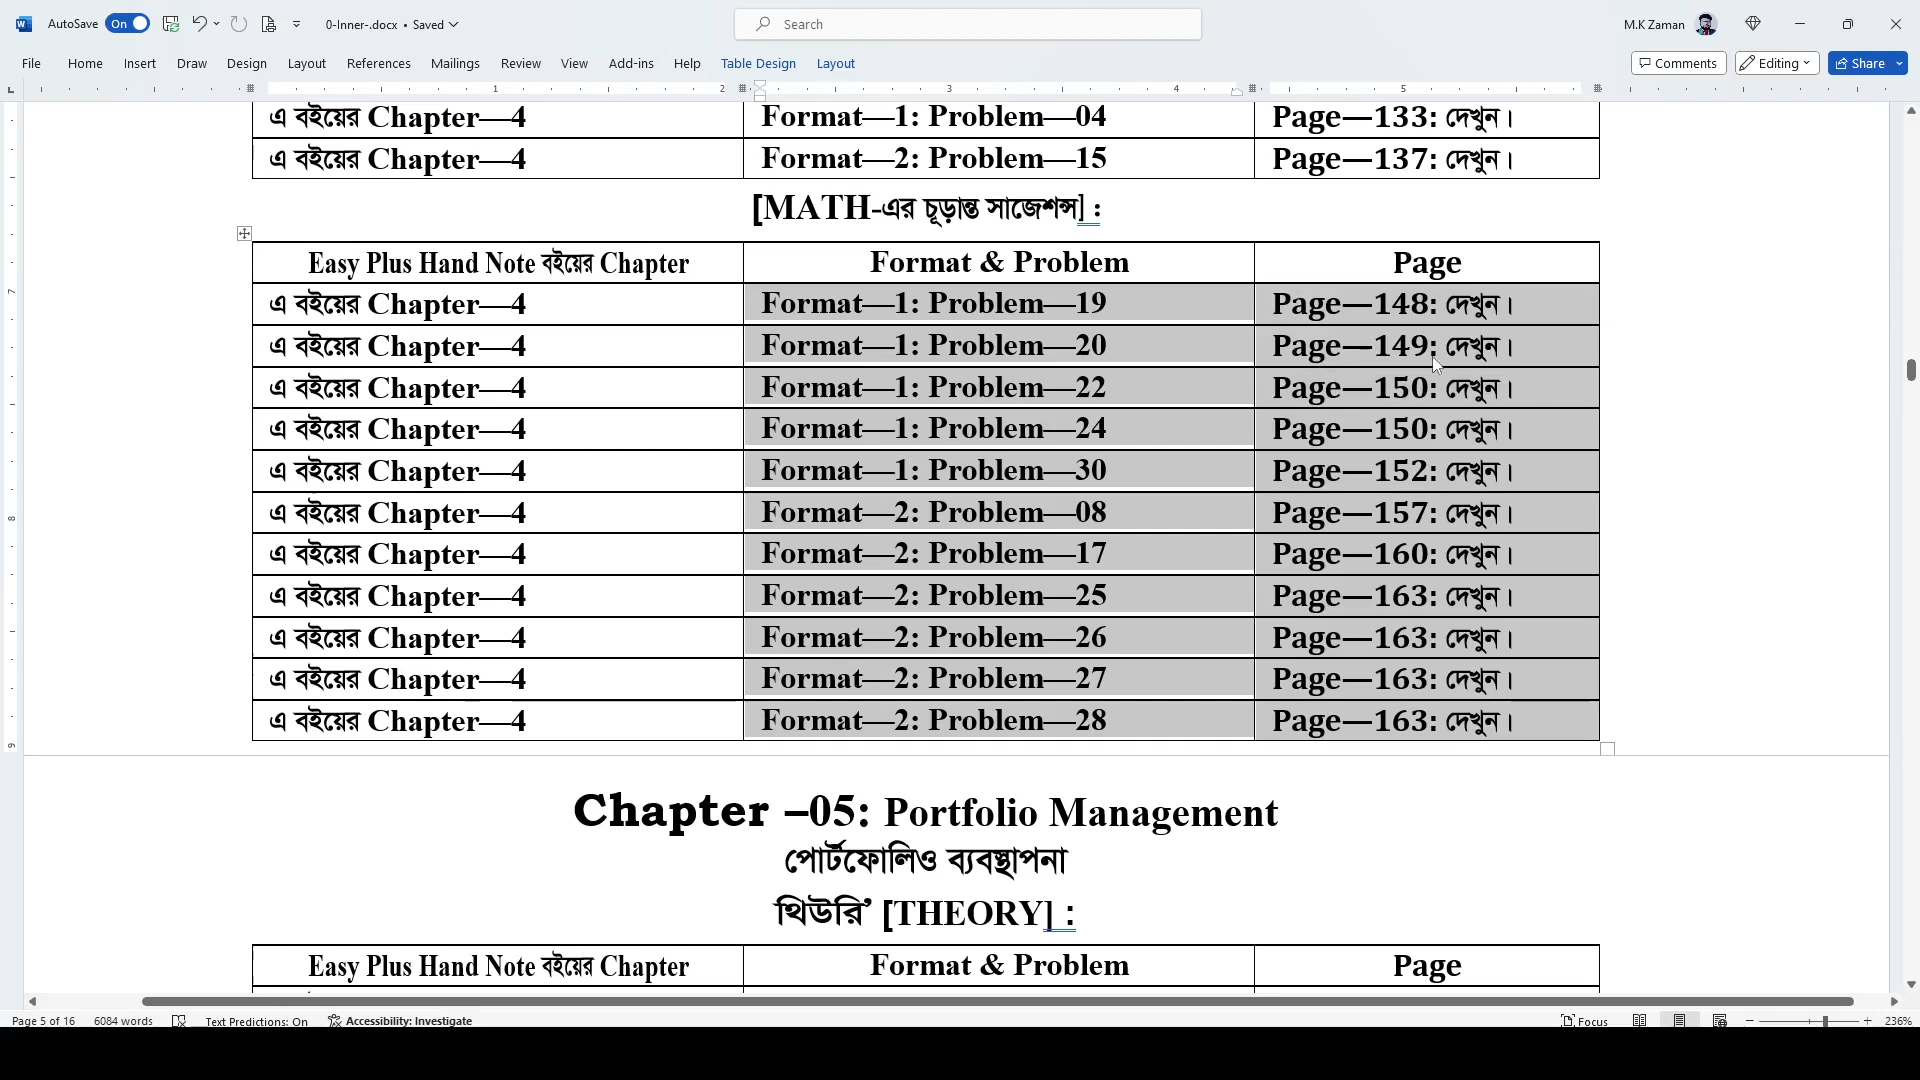 AutoSave On 0-Inner-.docx • Saved Search M.K Zaman
File Home Insert Draw Design Layout References Mailings Review View Add-ins Help Table Design Layout Comments Editing Share
1 2 3 4 5
এ বইয়ের Chapter—4 Format—1: Problem—04 Page—133: দেখুন।
এ বইয়ের Chapter—4 Format—2: Problem—15 Page—137: দেখুন।
[MATH-এর চূড়ান্ত সাজেশন্স] :
Easy Plus Hand Note বইয়ের Chapter Format & Problem Page
এ বইয়ের Chapter—4 Format—1: Problem—19 Page—148: দেখুন।
এ বইয়ের Chapter—4 Format—1: Problem—20 Page—149: দেখুন।
এ বইয়ের Chapter—4 Format—1: Problem—22 Page—150: দেখুন।
এ বইয়ের Chapter—4 Format—1: Problem—24 Page—150: দেখুন।
এ বইয়ের Chapter—4 Format—1: Problem—30 Page—152: দেখুন।
এ বইয়ের Chapter—4 Format—2: Problem—08 Page—157: দেখুন।
এ বইয়ের Chapter—4 Format—2: Problem—17 Page—160: দেখুন।
এ বইয়ের Chapter—4 Format—2: Problem—25 Page—163: দেখুন।
এ বইয়ের Chapter—4 Format—2: Problem—26 Page—163: দেখুন।
এ বইয়ের Chapter—4 Format—2: Problem—27 Page—163: দেখুন।
এ বইয়ের Chapter—4 Format—2: Problem—28 Page—163: দেখুন।
Chapter –05: Portfolio Management
পোর্টফোলিও ব্যবস্থাপনা
থিউরি’ [THEORY] :
Easy Plus Hand Note বইয়ের Chapter Format & Problem Page
Page 5 of 16 6084 words Text Predictions: On Accessibility: Investigate Focus 236%